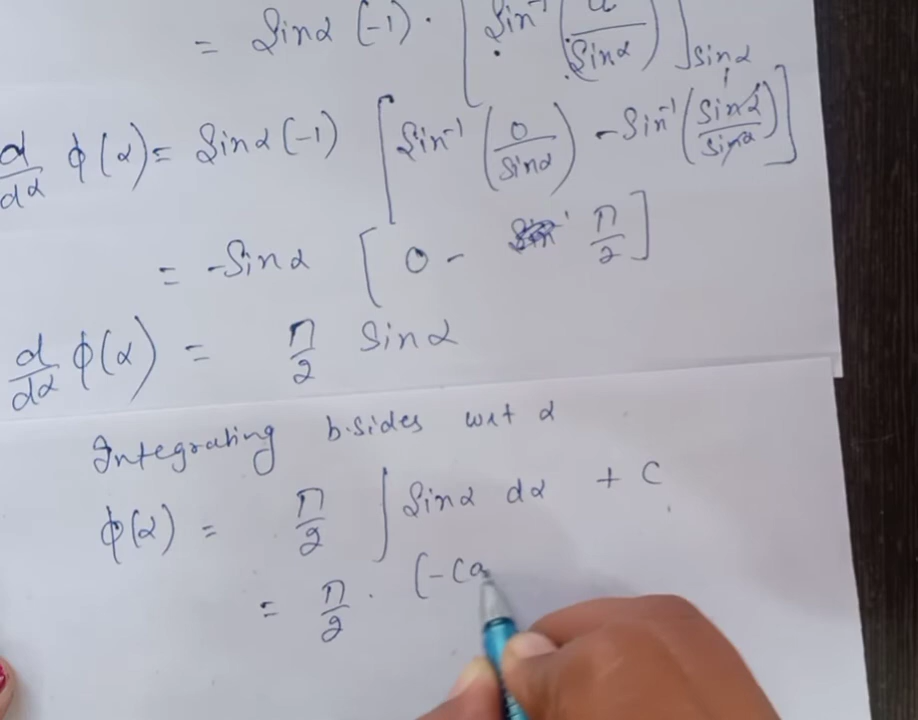 = Sinα (-1) · [Sin⁻¹(/Sinα)]Sinα
d/dα ϕ(α) = Sinα (-1) [Sin⁻¹(0/Sinα) - Sin⁻¹(Sinα/Sinα)]
= -Sinα [0 - π/2]
d/dα ϕ(α) = π/2 Sinα
Integrating b.sides wrt α
ϕ(α) = π/2 ∫ Sinα dα + C
= π/2 · (-Co